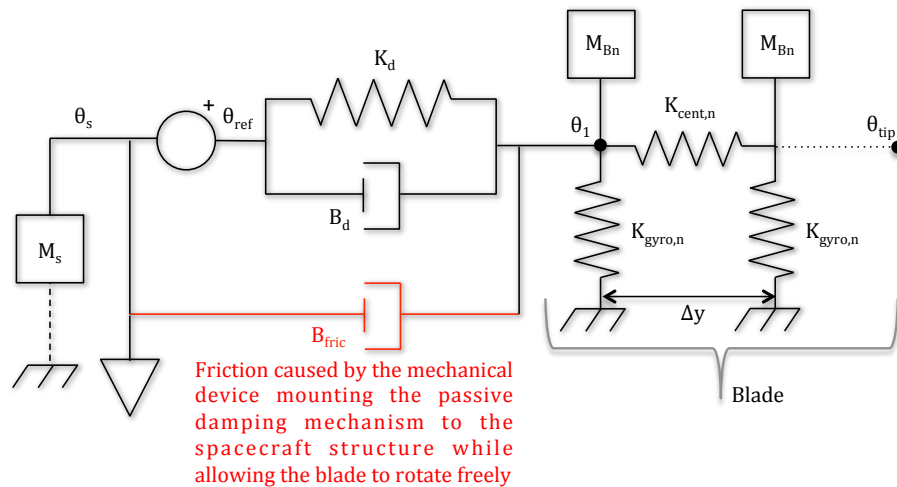 M_Bn
M_Bn
K_d
θ_s
+
θ_ref
θ_1
K_cent,n
θ_tip
B_d
M_s
K_gyro,n
K_gyro,n
Δy
B_fric
Friction caused by the mechanical
device mounting the passive
damping mechanism to the
spacecraft structure while
allowing the blade to rotate freely
Blade